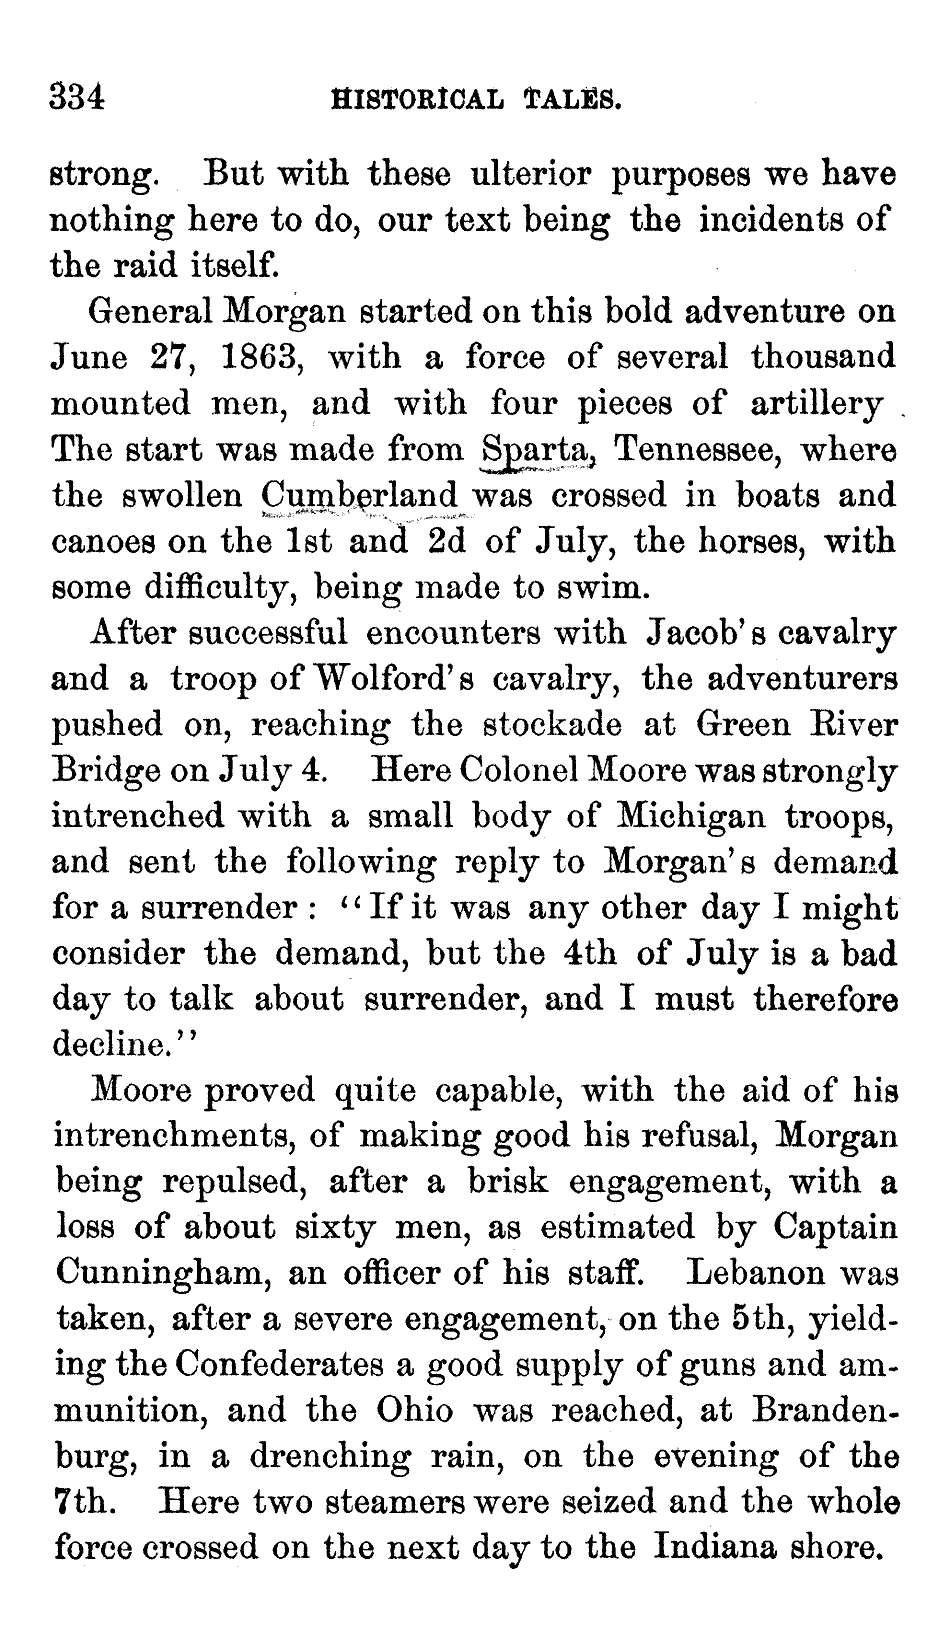 334 HISTORICAL TALES.
strong. But with these ulterior purposes we have
nothing here to do, our text being the incidents of
the raid itself.
General Morgan started on this bold adventure on
June 27, 1863, with a force of several thousand
mounted men, and with four pieces of artillery .
The start was made from Sparta, Tennessee, where
the swollen Cumberland was crossed in boats and
canoes on the 1st and 2d of July, the horses, with
some difficulty, being made to swim.
After successful encounters with Jacob's cavalry
and a troop of Wolford's cavalry, the adventurers
pushed on, reaching the stockade at Green River
Bridge on July 4. Here Colonel Moore was strongly
intrenched with a small body of Michigan troops,
and sent the following reply to Morgan's demand
for a surrender : "If it was any other day I might
consider the demand, but the 4th of July is a bad
day to talk about surrender, and I must therefore
decline."
Moore proved quite capable, with the aid of his
intrenchments, of making good his refusal, Morgan
being repulsed, after a brisk engagement, with a
loss of about sixty men, as estimated by Captain
Cunningham, an officer of his staff. Lebanon was
taken, after a severe engagement, on the 5th, yield-
ing the Confederates a good supply of guns and am-
munition, and the Ohio was reached, at Branden-
burg, in a drenching rain, on the evening of the
7th. Here two steamers were seized and the whole
force crossed on the next day to the Indiana shore.